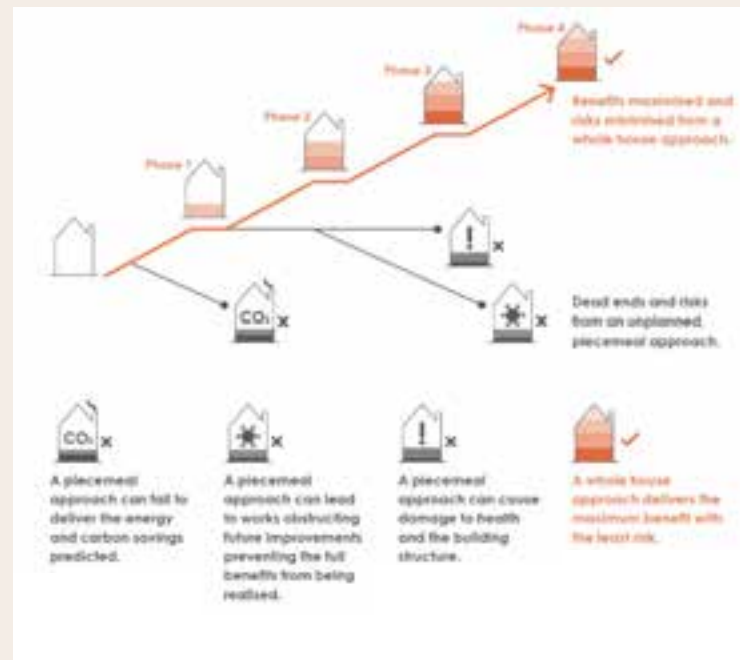 Phase 4
Phase 3
Phase 2
Phase 1
Benefits maximised and
risks minimised from a
whole house approach.
!
x
CO₂
x
x
Dead ends and risks
from an unplanned,
piecemeal approach.
CO₂ x
A piecemeal
approach can fail to
deliver the energy
and carbon savings
predicted.
x
A piecemeal
approach can lead
to works obstructing
future improvements
preventing the full
benefits from being
realised.
! x
A piecemeal
approach can cause
damage to health
and the building
structure.
A whole house
approach delivers the
maximum benefit with
the least risk.